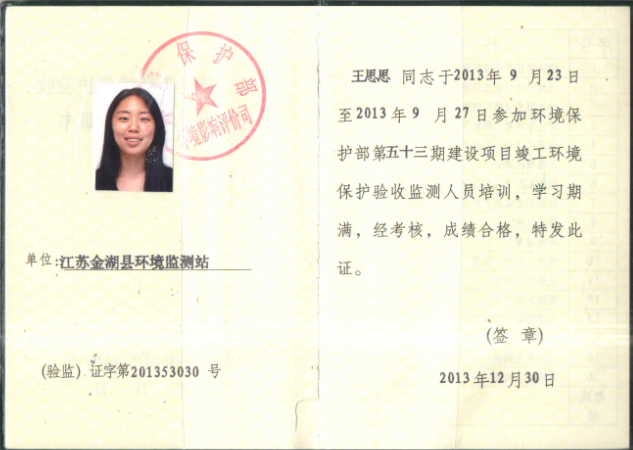 保护部
环境影响评价司
单位:江苏金湖县环境监测站
(验监)证字第201353030 号
王思思 同志于2013年 9 月 23日
至2013年 9 月 27日参加环境保
护部第五十三期建设项目竣工环境
保护验收监测人员培训，学习期
满，经考核，成绩合格，特发此
证。
(签 章)
2013年12月30日